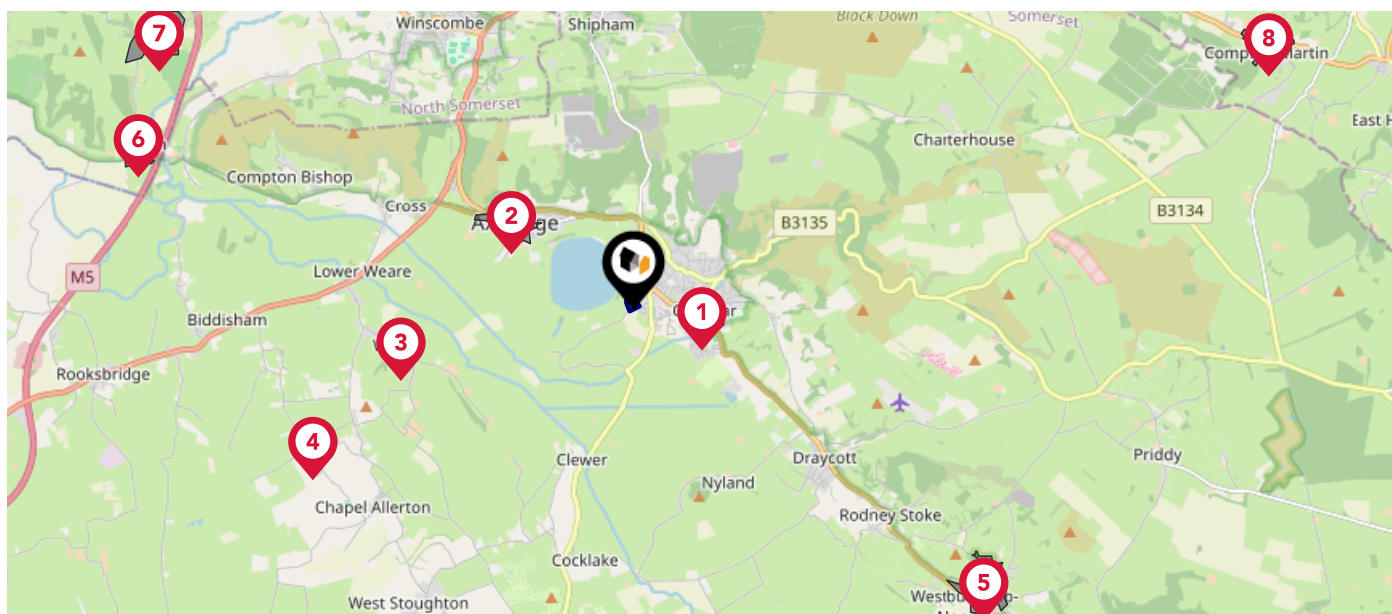 Black Down
Somerset
Winscombe
Shipham
7
8
North Somerset
Charterhouse
6
Compton Bishop
Cross
2
B3135
B3134
M5
Lower Weare
Biddisham
1
3
Rooksbridge
4
Clewer
Draycott
Priddy
Nyland
Chapel Allerton
Rodney Stoke
Cocklake
5
West Stoughton